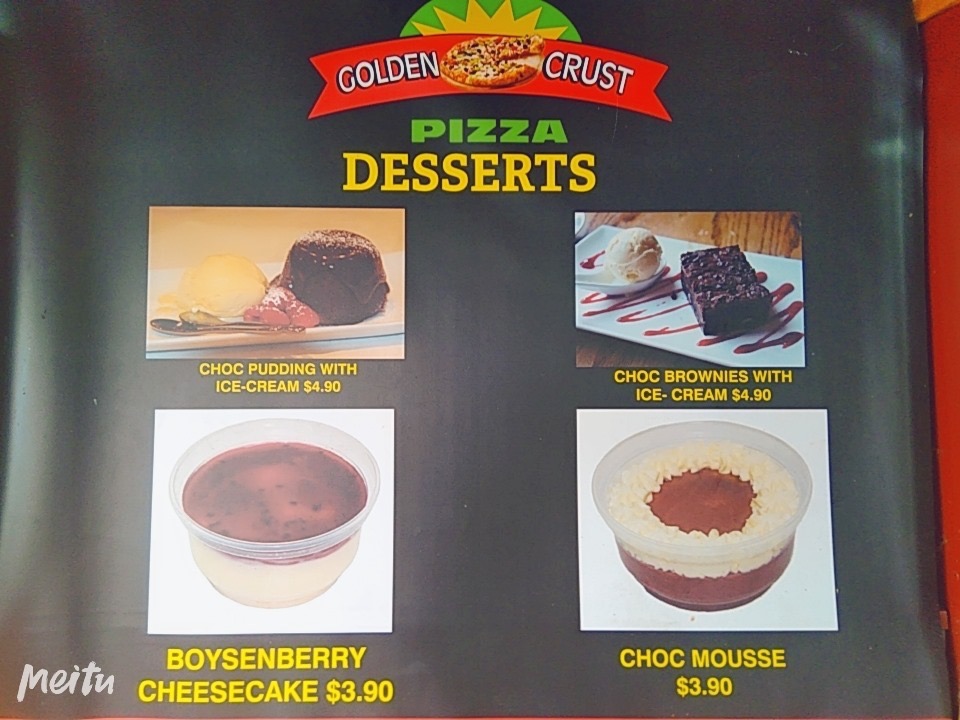 GOLDEN CRUST
PIZZA
DESSERTS
CHOC PUDDING WITH
ICE-CREAM $4.90
CHOC BROWNIES WITH
ICE- CREAM $4.90
BOYSENBERRY
CHEESECAKE $3.90
CHOC MOUSSE
$3.90
Meitu